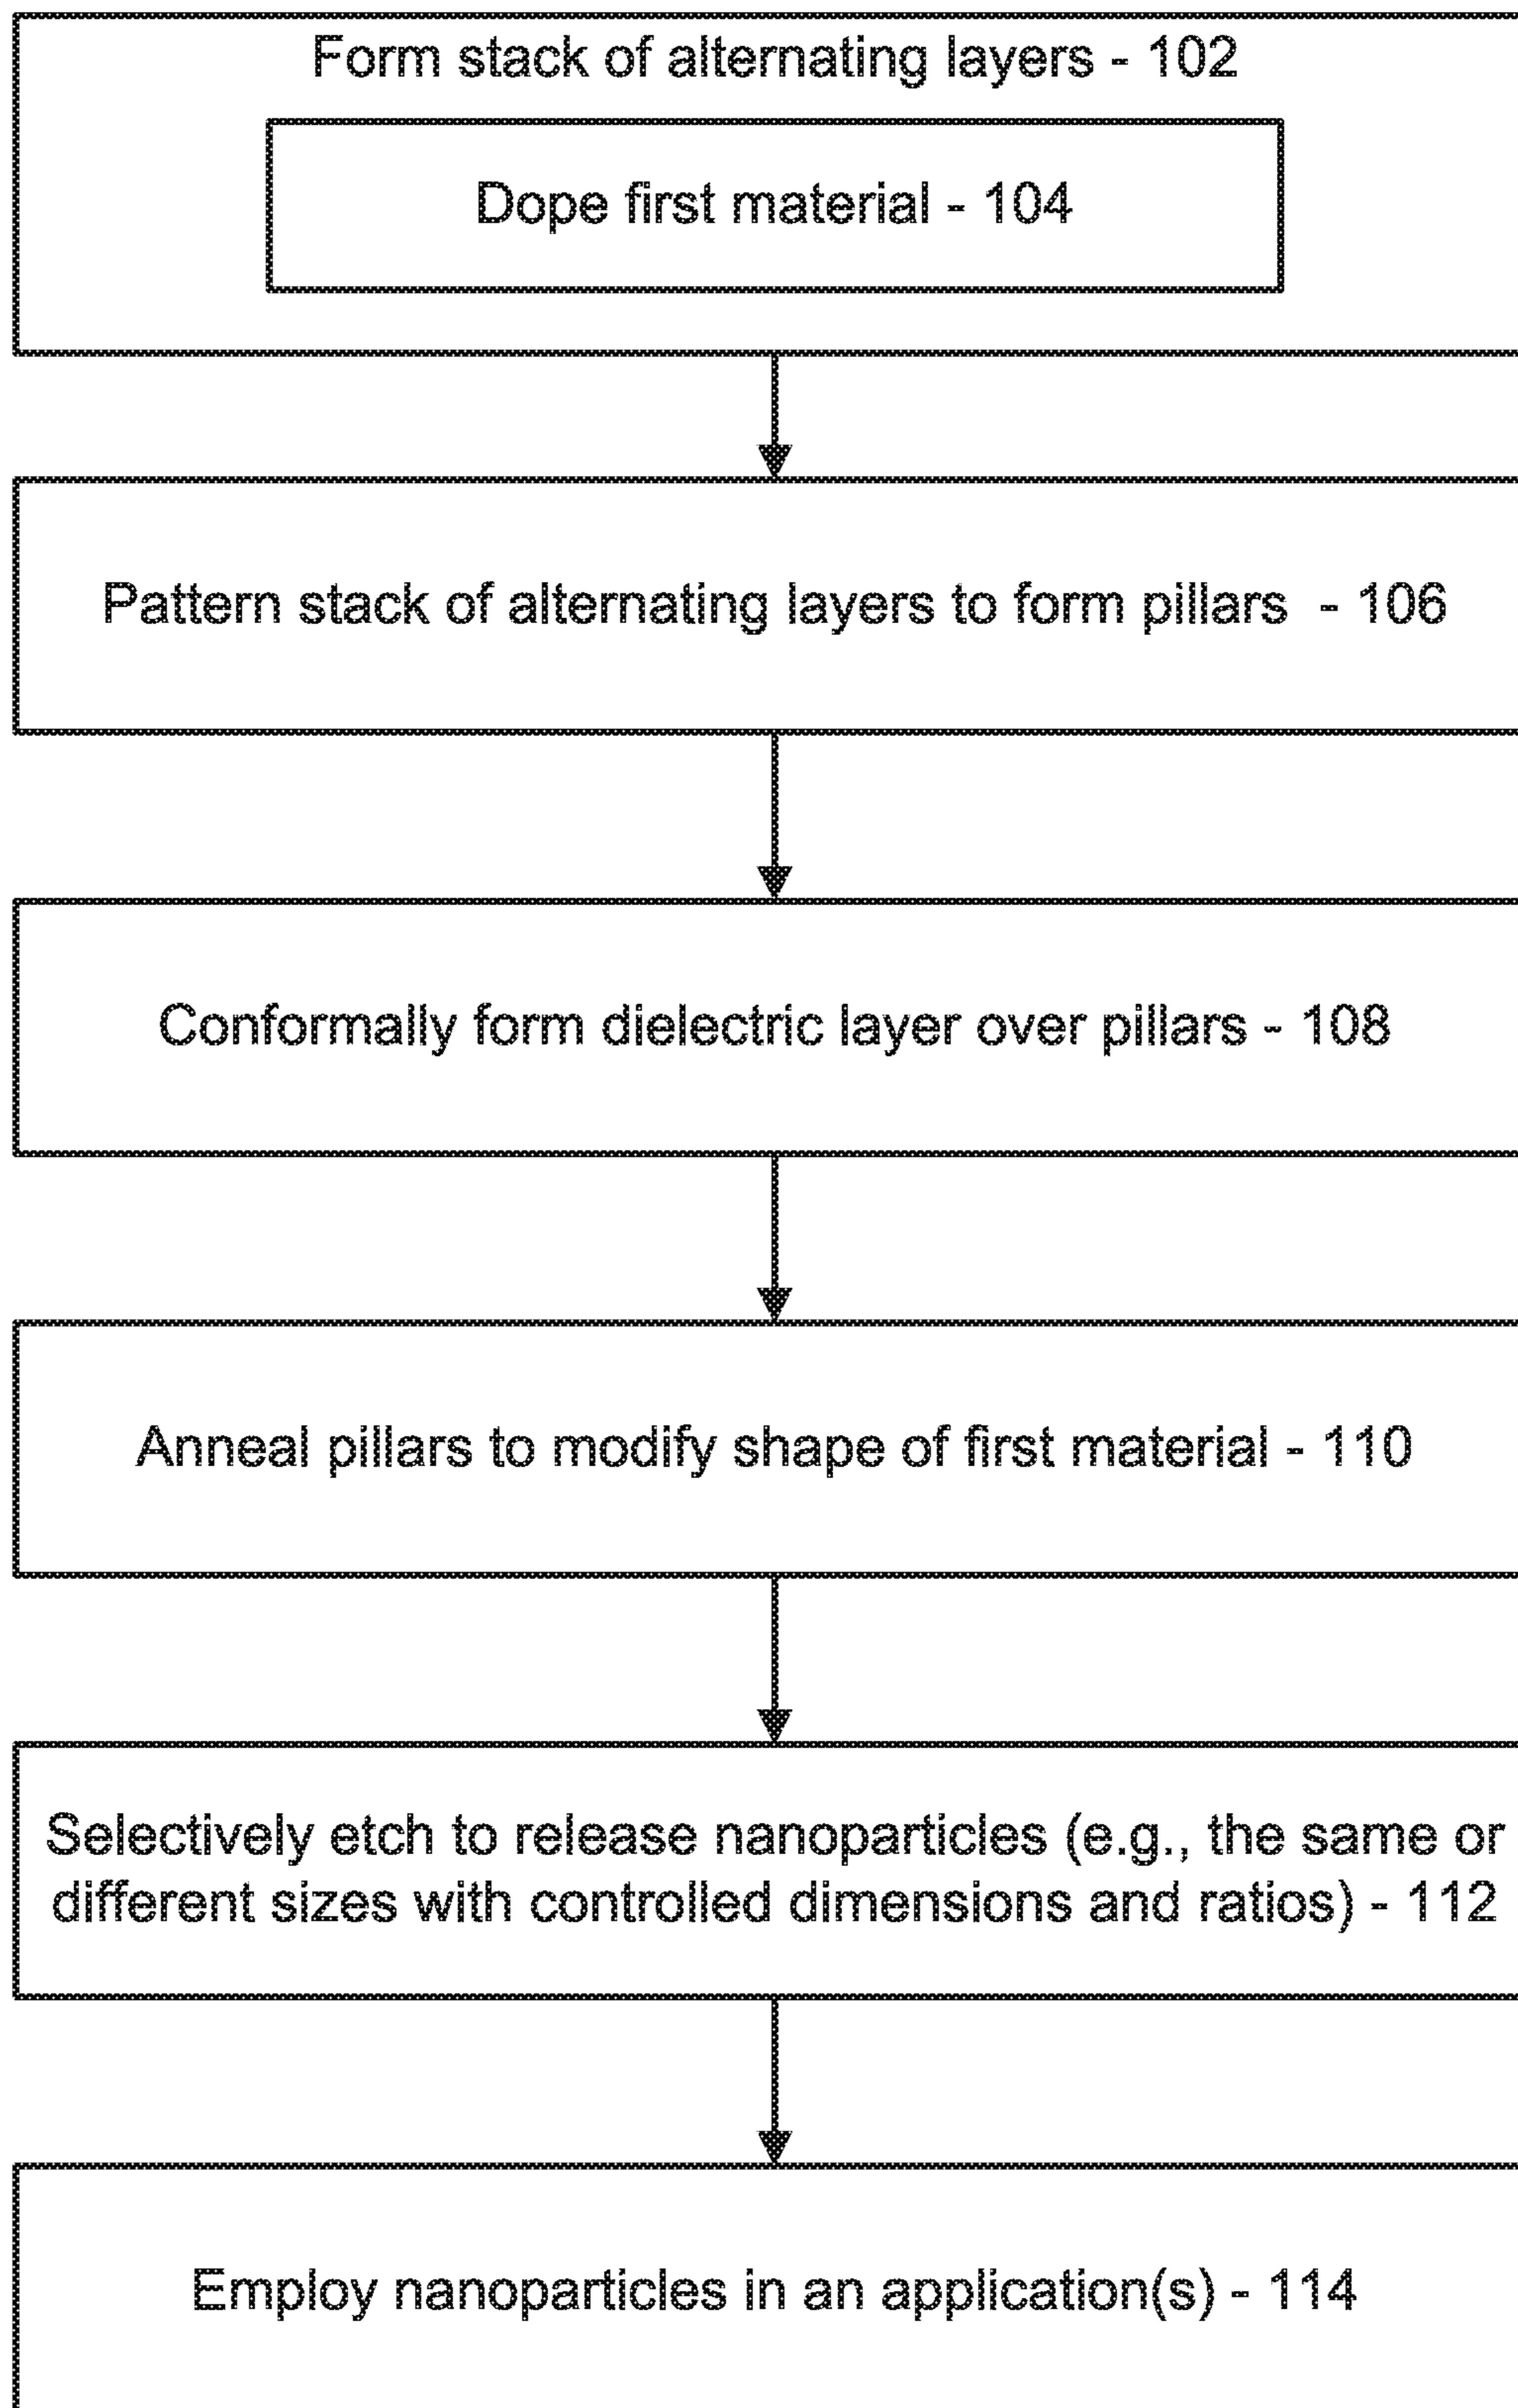 Form stack of alternating layers - 102
Dope first material - 104
Pattern stack of alternating layers to form pillars - 106
Conformally form dielectric layer over pillars - 108
Anneal pillars to modify shape of first material - 110
Selectively etch to release nanoparticles (e.g., the same or
different sizes with controlled dimensions and ratios) - 112
Employ nanoparticles in an application(s) - 114